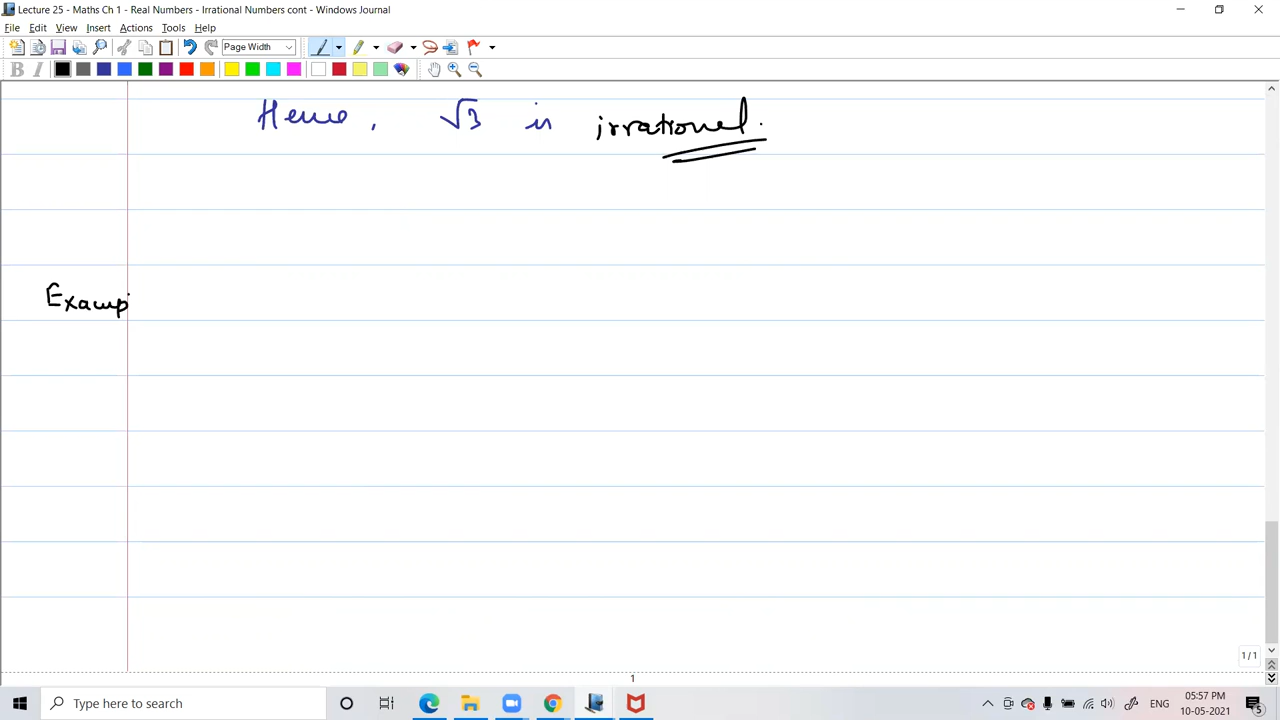 Lecture 25 - Maths Ch 1 - Real Numbers - Irrational Numbers cont - Windows Journal
File Edit View Insert Actions Tools Help
Page Width
B I
Hence, √3 is irrational.
Examp
1/1
1
Type here to search
ENG
05:57 PM
10-05-2021
5